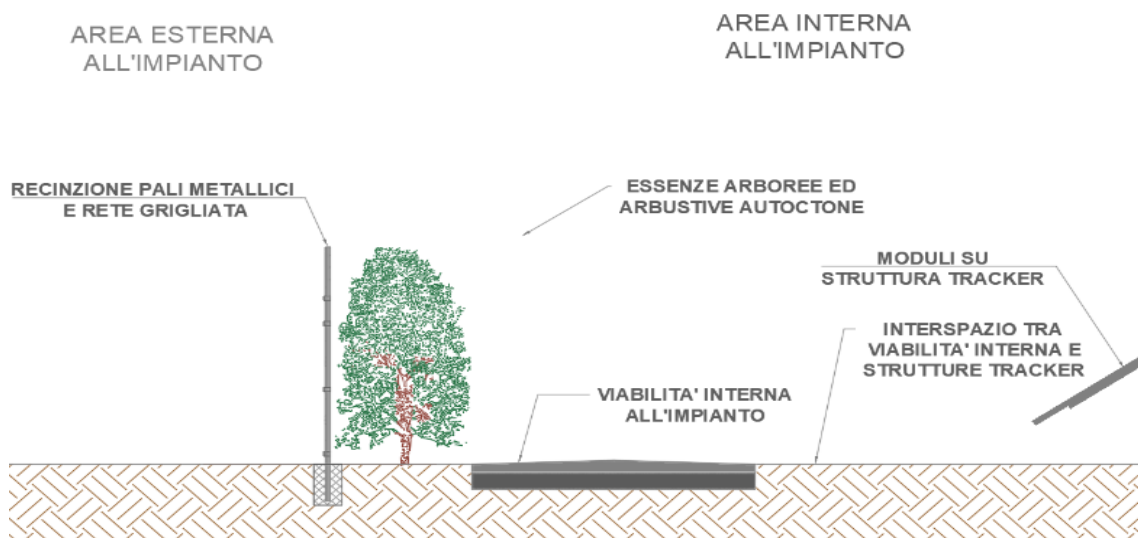 AREA ESTERNA
ALL'IMPIANTO
AREA INTERNA
ALL'IMPIANTO
RECINZIONE PALI METALLICI
E RETE GRIGLIATA
ESSENZE ARBOREE ED
ARBUSTIVE AUTOCTONE
MODULI SU
STRUTTURA TRACKER
INTERSPAZIO TRA
VIABILITA' INTERNA E
STRUTTURE TRACKER
VIABILITA' INTERNA
ALL'IMPIANTO